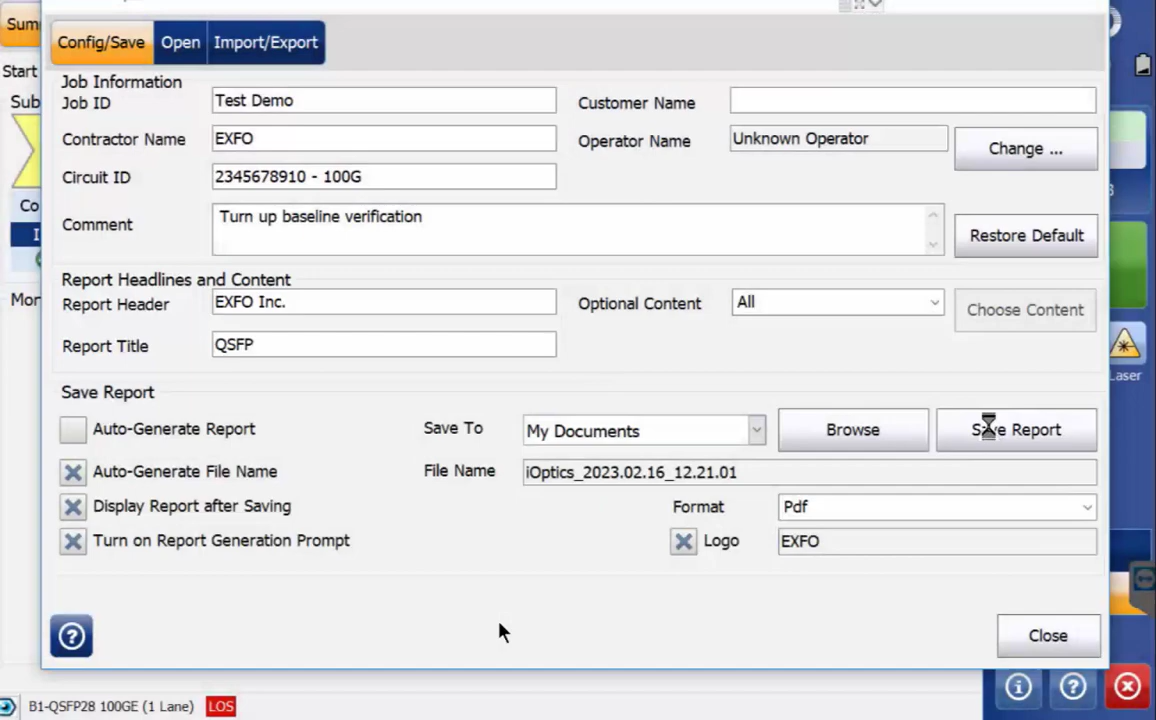 Sum
Config/Save Open Import/Export
Start
Job Information
Sub
Job ID Test Demo Customer Name
Contractor Name EXFO Operator Name Unknown Operator Change ...
Circuit ID 2345678910 - 100G
Co
Comment Turn up baseline verification Restore Default
I
Report Headlines and Content
Mor
Report Header EXFO Inc. Optional Content All Choose Content
Report Title QSFP
Laser
Save Report
Auto-Generate Report Save To My Documents Browse Save Report
Auto-Generate File Name File Name iOptics_2023.02.16_12.21.01
Display Report after Saving Format Pdf
Turn on Report Generation Prompt Logo EXFO
? Close
B1-QSFP28 100GE (1 Lane) LOS i ?